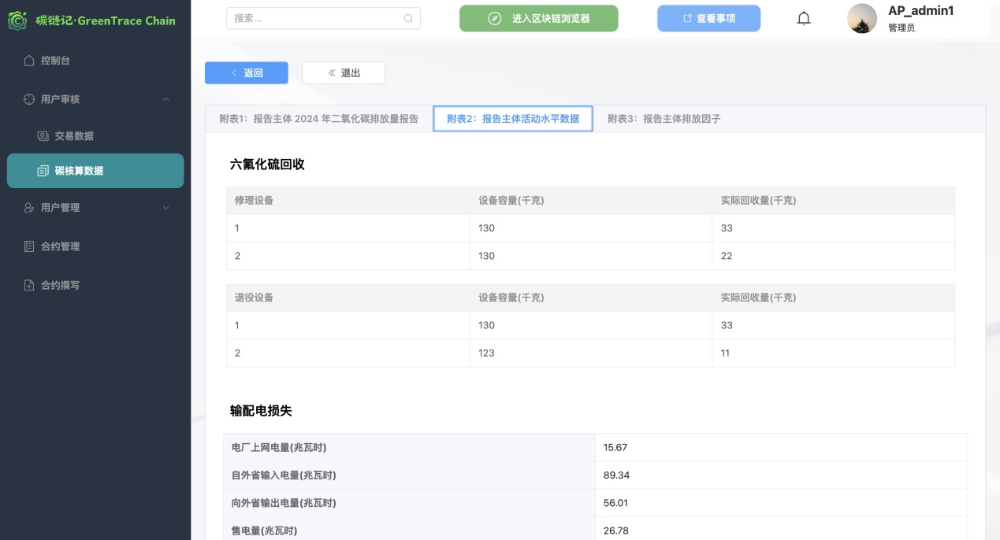 碳链记·GreenTrace Chain
搜索...
进入区块链浏览器
查看事项
AP_admin1
管理员
控制台
用户审核
交易数据
碳核算数据
用户管理
合约管理
合约撰写
返回
退出
附表1：报告主体 2024 年二氧化碳排放量报告
附表2：报告主体活动水平数据
附表3：报告主体排放因子
六氟化硫回收
修理设备 设备容量(千克) 实际回收量(千克)
1 130 33
2 130 22
退役设备 设备容量(千克) 实际回收量(千克)
1 130 33
2 123 11
输配电损失
电厂上网电量(兆瓦时) 15.67
自外省输入电量(兆瓦时) 89.34
向外省输出电量(兆瓦时) 56.01
售电量(兆瓦时) 26.78